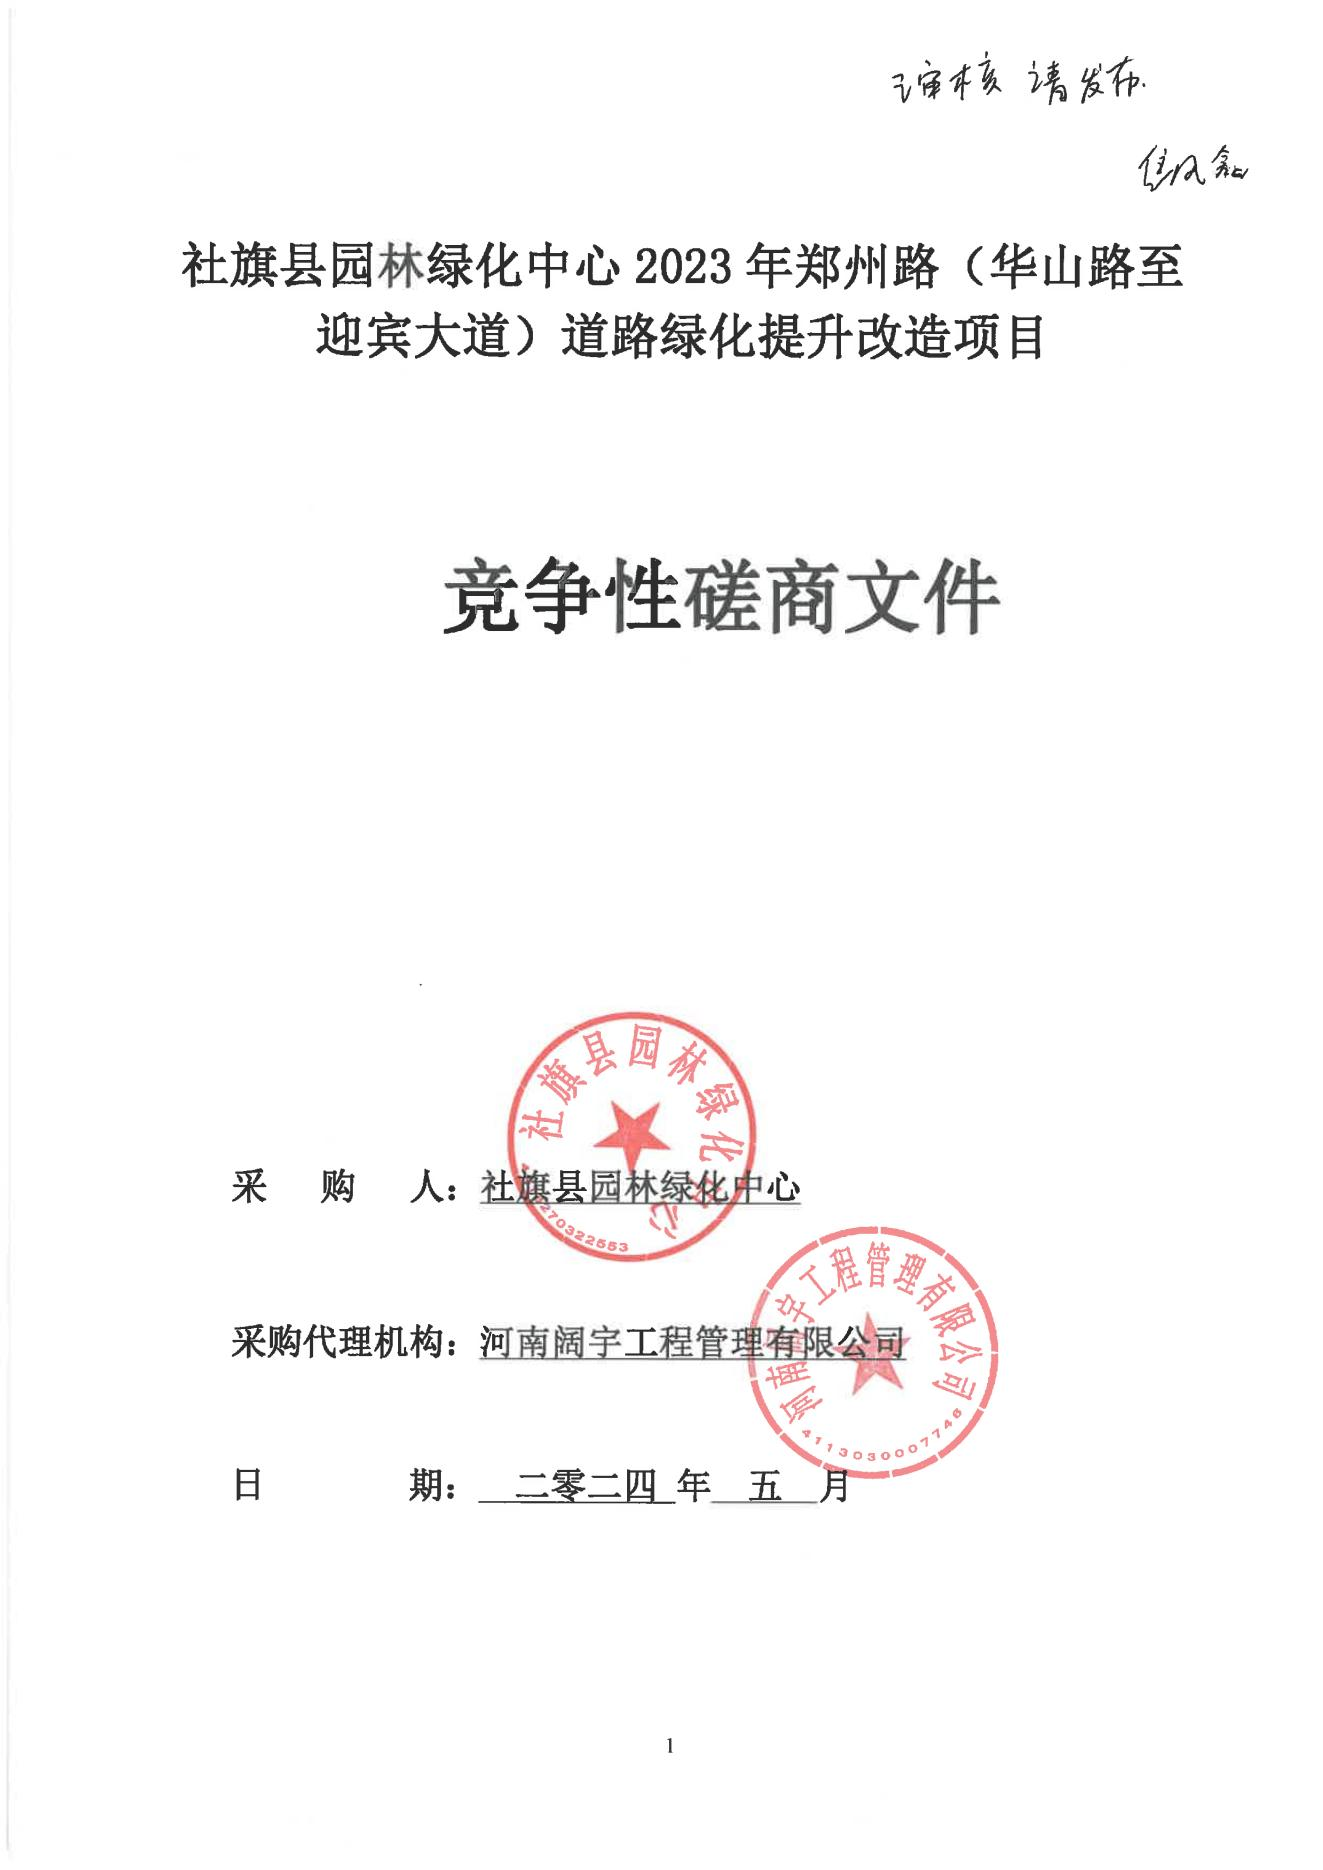 已审核 请发布.
社旗县园林绿化中心 2023 年郑州路（华山路至
迎宾大道）道路绿化提升改造项目
竞争性磋商文件
社旗县园林绿化中心
270322553
采 购 人：社旗县园林绿化中心
河南阔宇工程管理有限公司
4113030007746
采购代理机构：河南阔宇工程管理有限公司
日 期： 二零二四 年 五 月
1